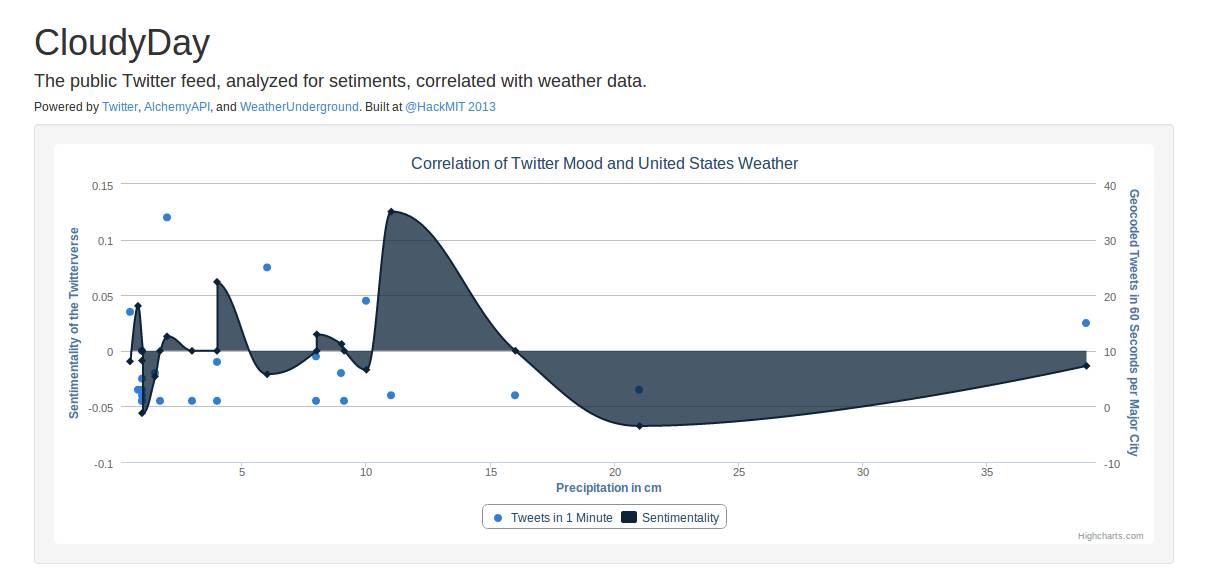 CloudyDay
The public Twitter feed, analyzed for setiments, correlated with weather data.
Powered by Twitter, AlchemyAPI, and WeatherUnderground. Built at @HackMIT 2013
Correlation of Twitter Mood and United States Weather
Sentimentality of the Twitterverse
0.15
0.1
0.05
0
-0.05
-0.1
40
30
20
10
0
-10
Geocoded Tweets in 60 Seconds per Major City
5 10 15 20 25 30 35
Precipitation in cm
Tweets in 1 Minute Sentimentality
Highcharts.com